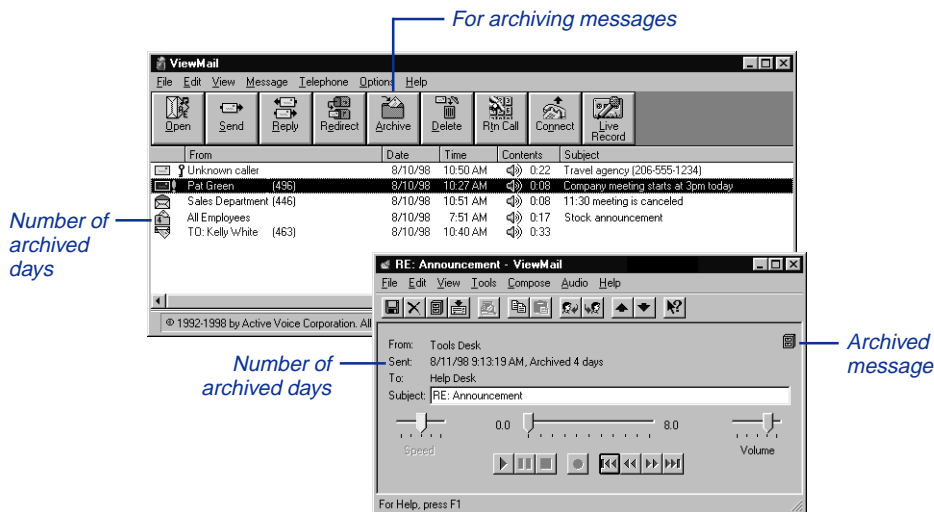 For archiving messages
ViewMail
File Edit View Message Telephone Options Help
Open Send Reply Redirect Archive Delete Rtn Call Connect Live Record
From Date Time Contents Subject
Unknown caller 8/10/98 10:50 AM 0:22 Travel agency (206-555-1234)
Pat Green (496) 8/10/98 10:27 AM 0:08 Company meeting starts at 3pm today
Sales Department (446) 8/10/98 10:51 AM 0:08 11:30 meeting is canceled
All Employees 8/10/98 7:51 AM 0:17 Stock announcement
TO: Kelly White (463) 8/10/98 10:40 AM 0:33
Number of
archived
days
© 1992-1998 by Active Voice Corporation. All
RE: Announcement - ViewMail
File Edit View Tools Compose Audio Help
From: Tools Desk
Sent: 8/11/98 9:13:19 AM, Archived 4 days
To: Help Desk
Subject: RE: Announcement
Number of
archived days
Archived
message
0.0 8.0
Speed Volume
For Help, press F1